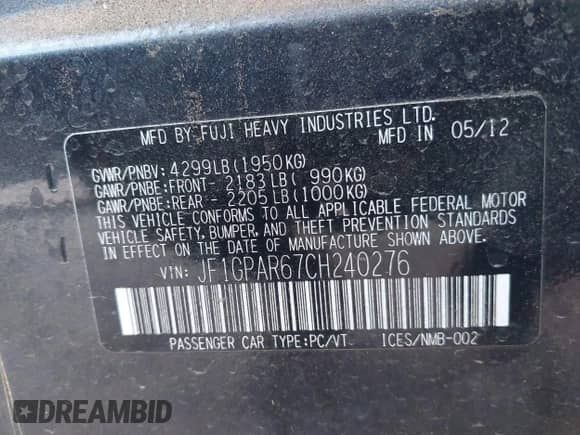 MFD BY:FUJI HEAVY INDUSTRIES LTD.
MFD IN 05/12
GVWR/PNBV:4299LB(1950KG)
GAWR/PNBE:FRONT- 2183LB( 990KG)
GAWR/PNBE:REAR - 2205LB(1000KG)
THIS VEHICLE CONFORMS TO ALL APPLICABLE FEDERAL MOTOR
VEHICLE SAFETY,BUMPER,AND THEFT PREVENTION STANDARDS
IN EFFECT ON THE DATE OF MANUFACTURE SHOWN ABOVE.
VIN: JF1GPAR67CH240276
PASSENGER CAR TYPE:PC/VT ICES/NMB-002
DREAMBID